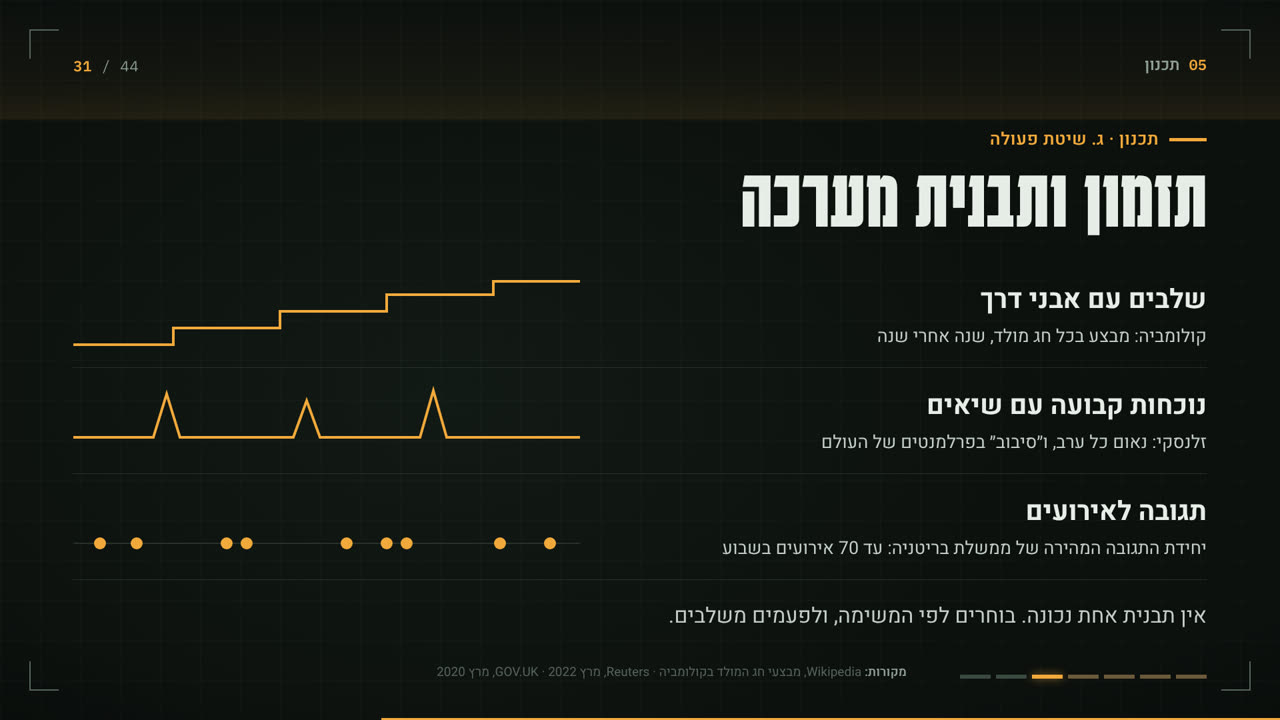 05 תכנון
31 / 44
תכנון · ג. שיטת פעולה
תזמון ותבנית מערכה
שלבים עם אבני דרך
קולומביה: מבצע בכל חג מולד, שנה אחרי שנה
נוכחות קבועה עם שיאים
זלנסקי: נאום כל ערב, ו״סיבוב״ בפרלמנטים של העולם
תגובה לאירועים
יחידת התגובה המהירה של ממשלת בריטניה: עד 70 אירועים בשבוע
אין תבנית אחת נכונה. בוחרים לפי המשימה, ולפעמים משלבים.
מקורות: Wikipedia, מבצעי חג המולד בקולומביה · Reuters, מרץ 2022 · GOV.UK, מרץ 2020